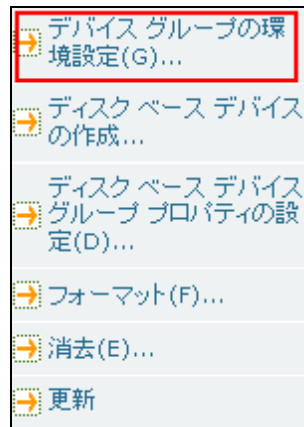 デバイス グループの環
境設定(G)...
ディスク ベース デバイス
の作成...
ディスク ベース デバイス
グループ プロパティの設
定(D)...
フォーマット(F)...
消去(E)...
更新